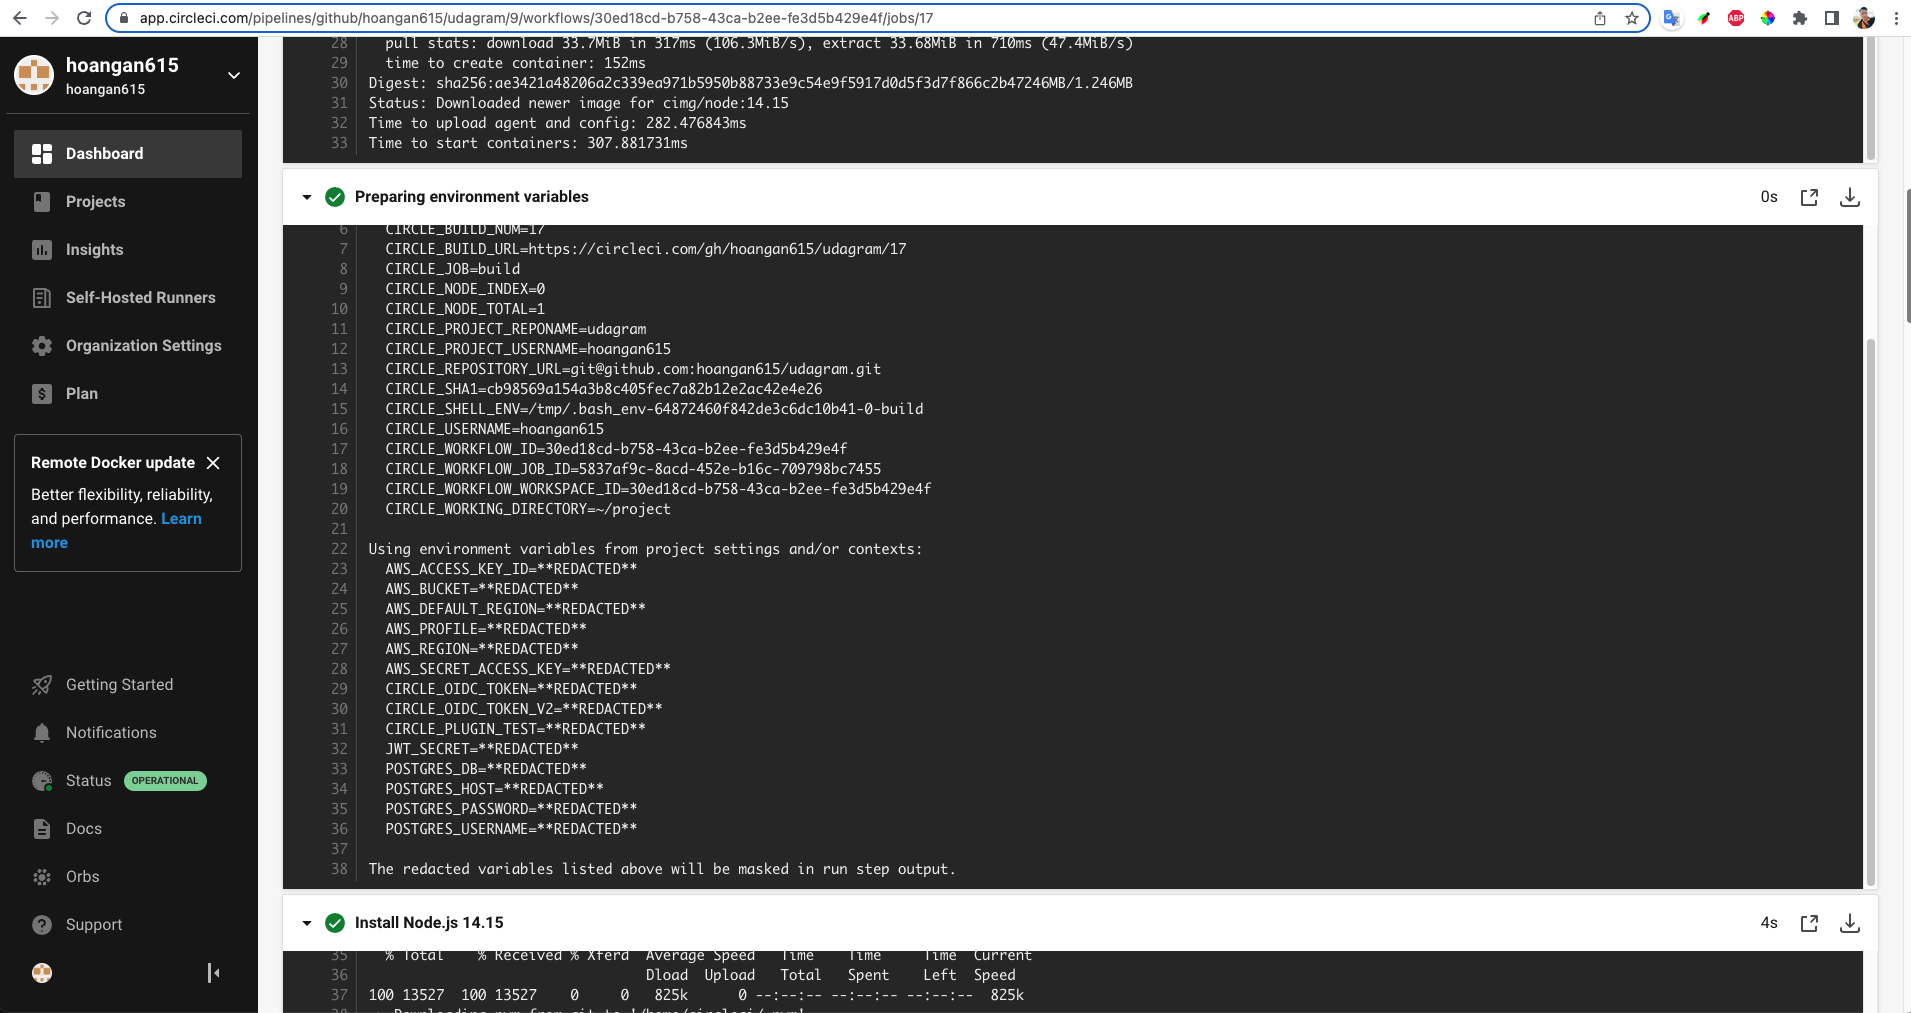 app.circleci.com/pipelines/github/hoangan615/udagram/9/workflows/30ed18cd-b758-43ca-b2ee-fe3d5b429e4f/jobs/17
ABP
hoangan615
hoangan615
Dashboard
Projects
Insights
Self-Hosted Runners
Organization Settings
Plan
Remote Docker update
Better flexibility, reliability,
and performance. Learn
more
Getting Started
Notifications
Status OPERATIONAL
Docs
Orbs
Support
28 pull stats: download 33.7MiB in 317ms (106.3MiB/s), extract 33.68MiB in 710ms (47.4MiB/s)
29 time to create container: 152ms
30 Digest: sha256:ae3421a48206a2c339ea971b5950b88733e9c54e9f5917d0d5f3d7f866c2b47246MB/1.246MB
31 Status: Downloaded newer image for cimg/node:14.15
32 Time to upload agent and config: 282.476843ms
33 Time to start containers: 307.881731ms
Preparing environment variables 0s
6 CIRCLE_BUILD_NUM=17
7 CIRCLE_BUILD_URL=https://circleci.com/gh/hoangan615/udagram/17
8 CIRCLE_JOB=build
9 CIRCLE_NODE_INDEX=0
10 CIRCLE_NODE_TOTAL=1
11 CIRCLE_PROJECT_REPONAME=udagram
12 CIRCLE_PROJECT_USERNAME=hoangan615
13 CIRCLE_REPOSITORY_URL=git@github.com:hoangan615/udagram.git
14 CIRCLE_SHA1=cb98569a154a3b8c405fec7a82b12e2ac42e4e26
15 CIRCLE_SHELL_ENV=/tmp/.bash_env-64872460f842de3c6dc10b41-0-build
16 CIRCLE_USERNAME=hoangan615
17 CIRCLE_WORKFLOW_ID=30ed18cd-b758-43ca-b2ee-fe3d5b429e4f
18 CIRCLE_WORKFLOW_JOB_ID=5837af9c-8acd-452e-b16c-709798bc7455
19 CIRCLE_WORKFLOW_WORKSPACE_ID=30ed18cd-b758-43ca-b2ee-fe3d5b429e4f
20 CIRCLE_WORKING_DIRECTORY=~/project
21
22 Using environment variables from project settings and/or contexts:
23 AWS_ACCESS_KEY_ID=**REDACTED**
24 AWS_BUCKET=**REDACTED**
25 AWS_DEFAULT_REGION=**REDACTED**
26 AWS_PROFILE=**REDACTED**
27 AWS_REGION=**REDACTED**
28 AWS_SECRET_ACCESS_KEY=**REDACTED**
29 CIRCLE_OIDC_TOKEN=**REDACTED**
30 CIRCLE_OIDC_TOKEN_V2=**REDACTED**
31 CIRCLE_PLUGIN_TEST=**REDACTED**
32 JWT_SECRET=**REDACTED**
33 POSTGRES_DB=**REDACTED**
34 POSTGRES_HOST=**REDACTED**
35 POSTGRES_PASSWORD=**REDACTED**
36 POSTGRES_USERNAME=**REDACTED**
37
38 The redacted variables listed above will be masked in run step output.
Install Node.js 14.15 4s
35 % Total % Received % Xferd Average Speed Time Time Time Current
36 Dload Upload Total Spent Left Speed
37 100 13527 100 13527 0 0 825k 0 --:--:-- --:--:-- --:--:-- 825k